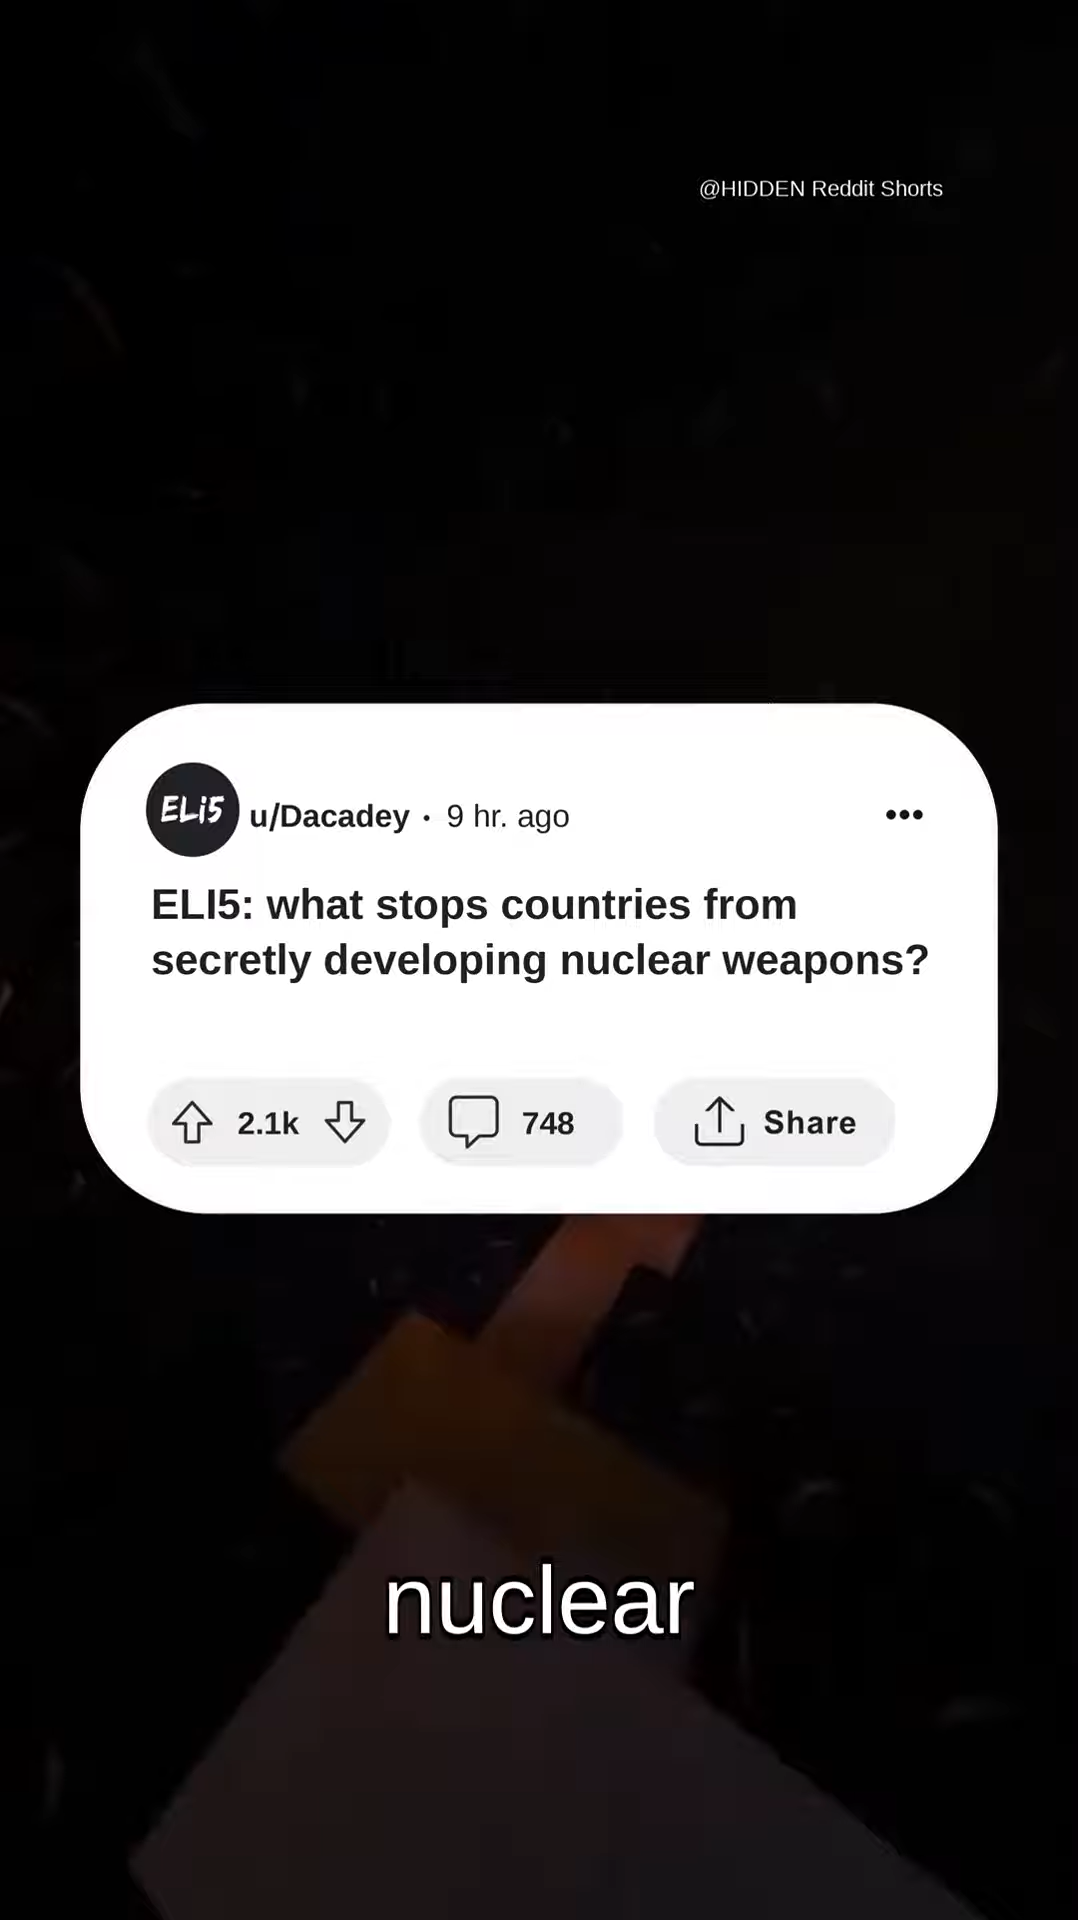 @HIDDEN Reddit Shorts
ELi5
u/Dacadey • 9 hr. ago
ELI5: what stops countries from
secretly developing nuclear weapons?
2.1k
748
Share
nuclear